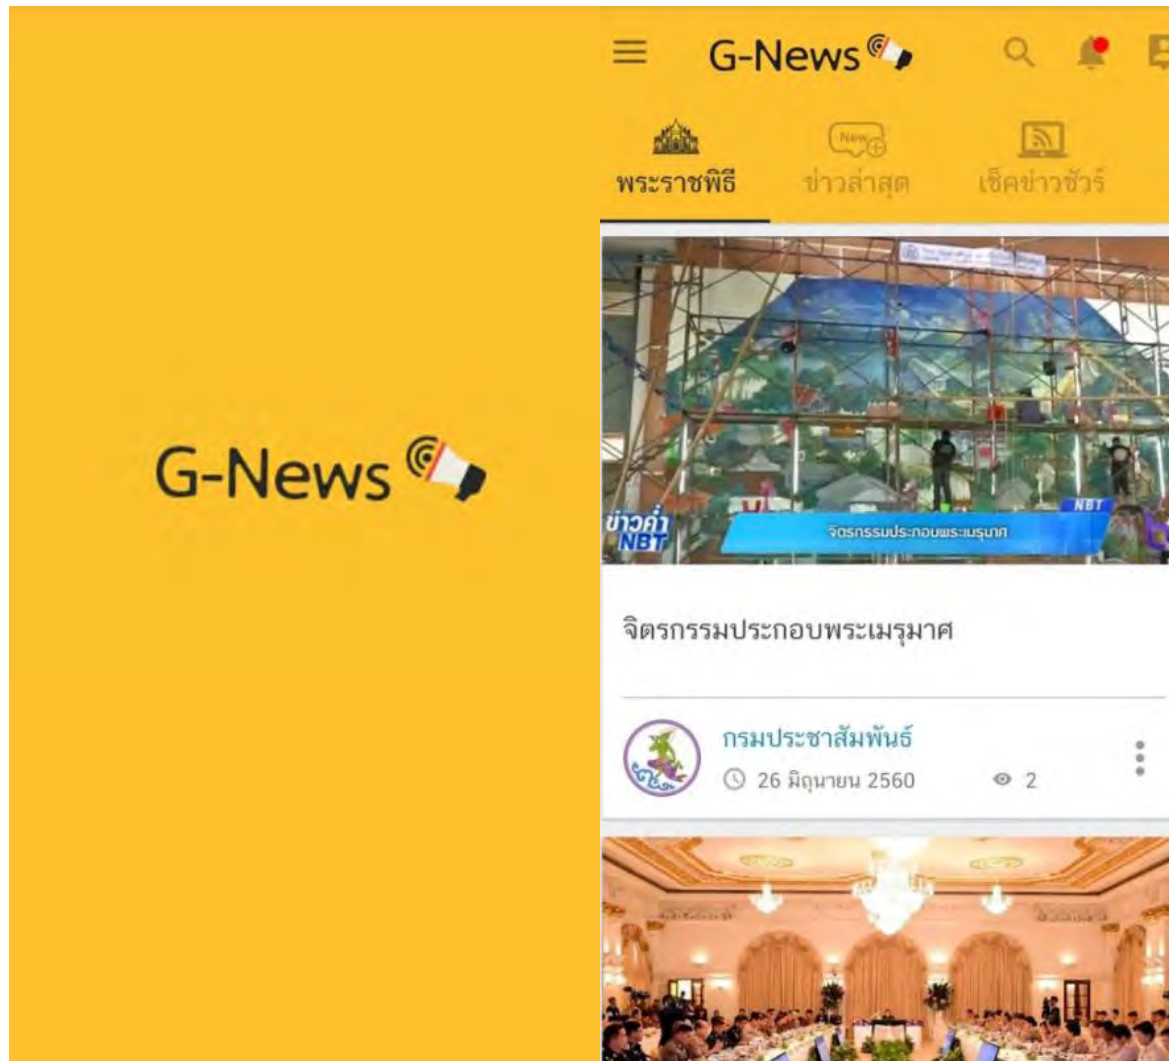 G-News
G-News
พระราชพิธี
New
ข่าวล่าสุด
เช็คข่าวชัวร์
ข่าวค่ำ
NBT
NBT
จิตรกรรมประกอบพระเมรุมาศ
จิตรกรรมประกอบพระเมรุมาศ
กรมประชาสัมพันธ์
26 มิถุนายน 2560
2